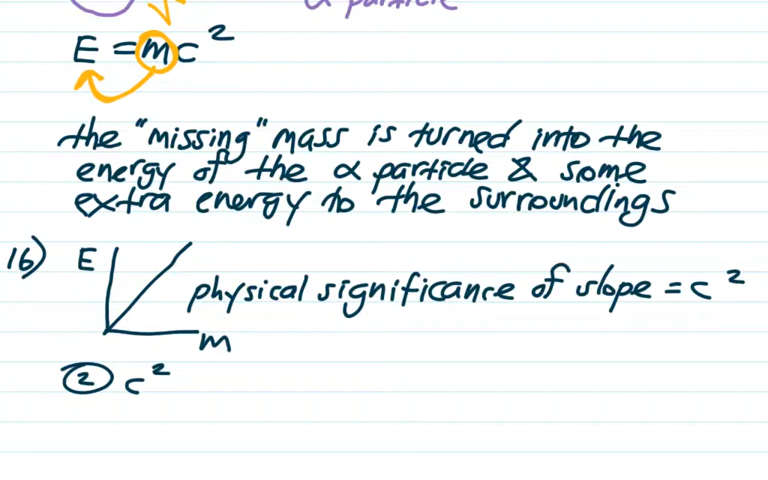 α particle
E = mc²
the "missing" mass is turned into the
energy of the α particle & some
extra energy to the surroundings
16) E
physical significance of slope = c²
m
② c²